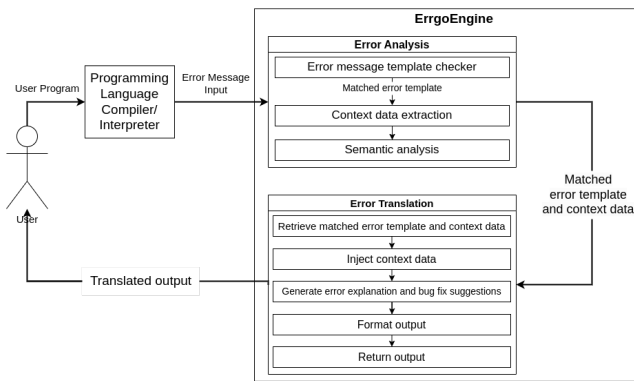 ErrgoEngine
Error Analysis
Error message template checker
Matched error template
Context data extraction
Semantic analysis
User Program
Programming
Language
Compiler/
Interpreter
Error Message
Input
User
Matched
error template
and context data
Error Translation
Retrieve matched error template and context data
Inject context data
Generate error explanation and bug fix suggestions
Format output
Return output
Translated output